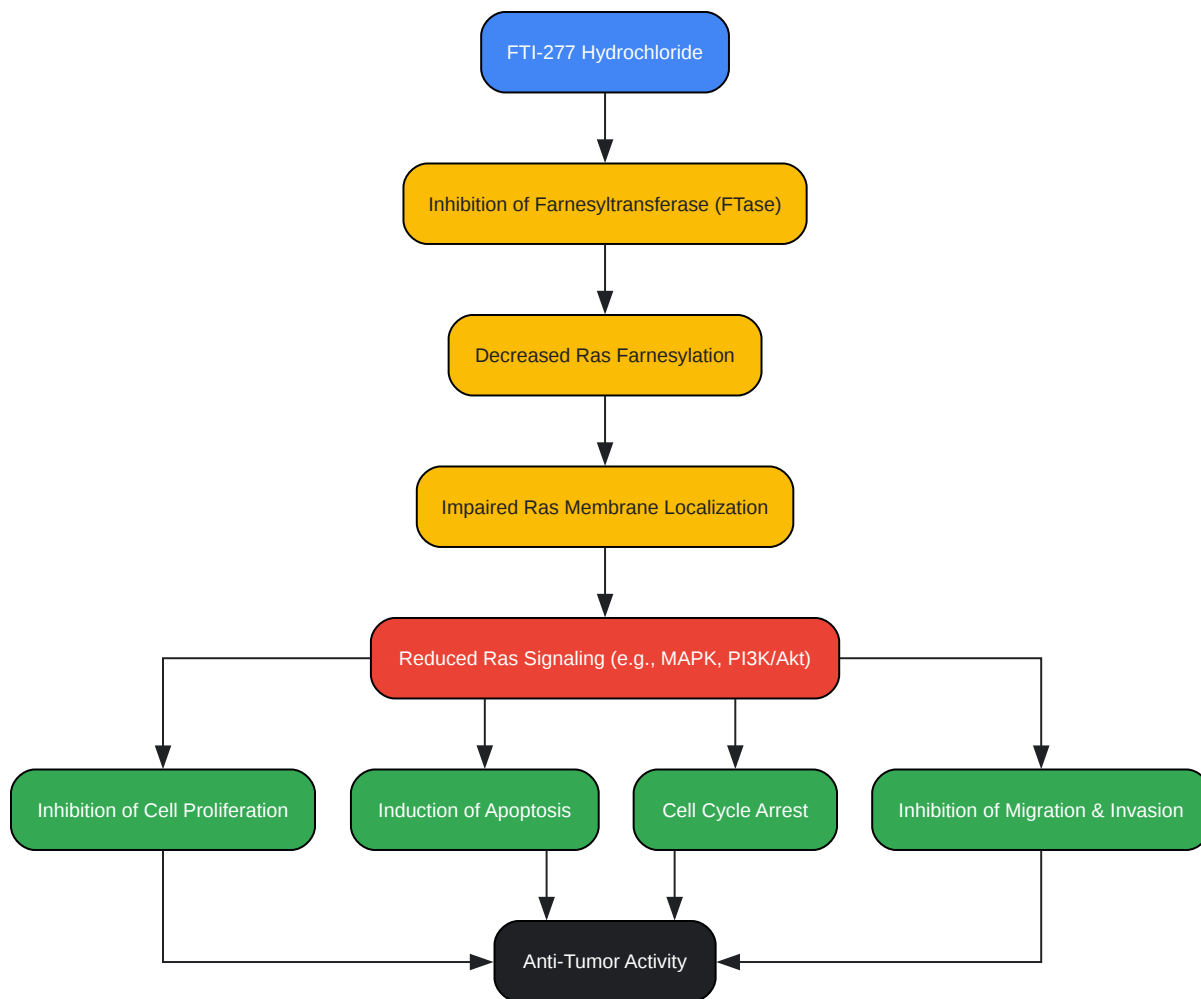 FTI-277 Hydrochloride
Inhibition of Farnesyltransferase (FTase)
Decreased Ras Farnesylation
Impaired Ras Membrane Localization
Reduced Ras Signaling (e.g., MAPK, PI3K/Akt)
Inhibition of Cell Proliferation
Induction of Apoptosis
Cell Cycle Arrest
Inhibition of Migration & Invasion
Anti-Tumor Activity